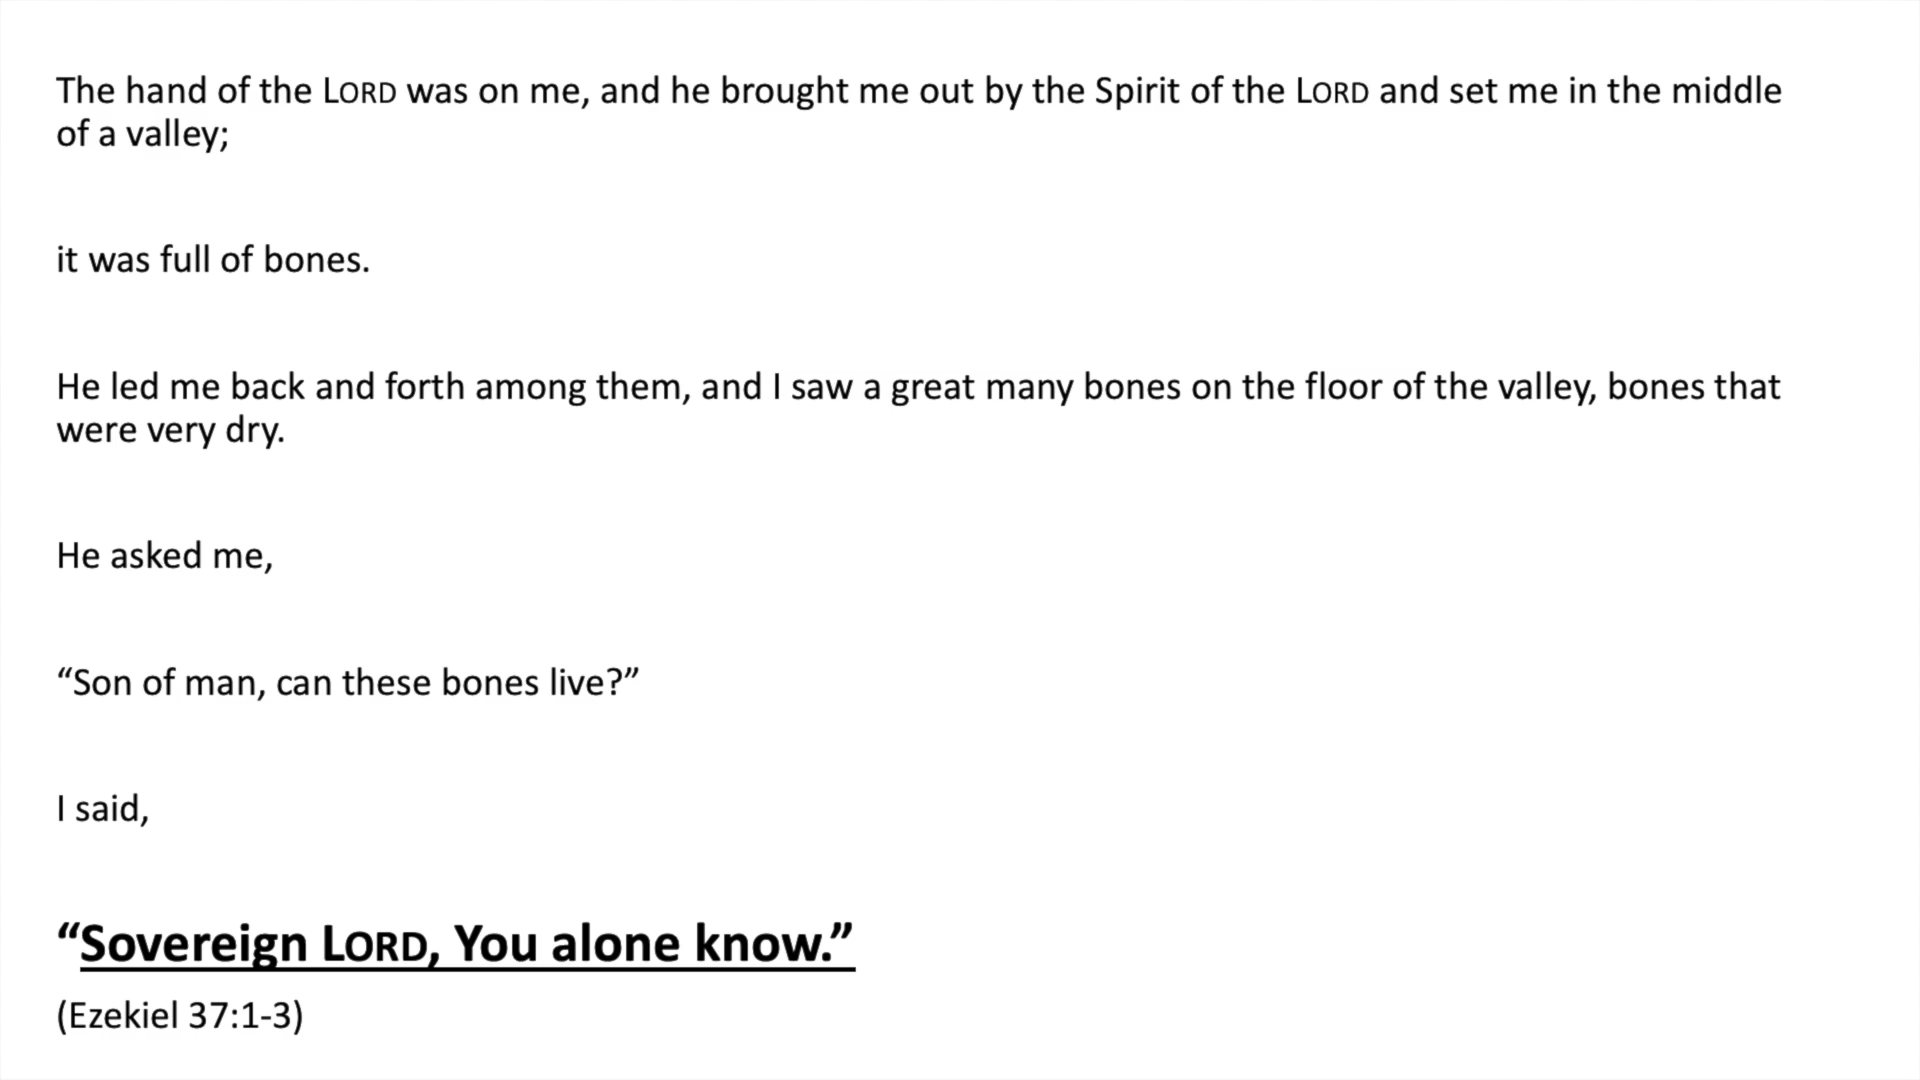 The hand of the LORD was on me, and he brought me out by the Spirit of the LORD and set me in the middle
of a valley;
it was full of bones.
He led me back and forth among them, and I saw a great many bones on the floor of the valley, bones that
were very dry.
He asked me,
“Son of man, can these bones live?”
I said,
“Sovereign LORD, You alone know.”
(Ezekiel 37:1-3)